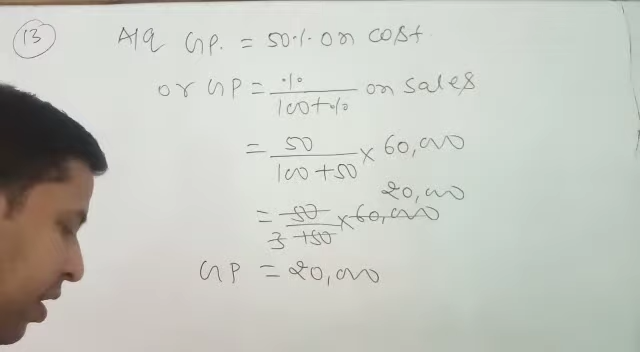 13 A/q GP. = 50% on cost
or GP = % / 100+% on sales
= 50 / 100+50 × 60,000
20,000
= 50 / 3 150 × 60,000
GP = 20,000